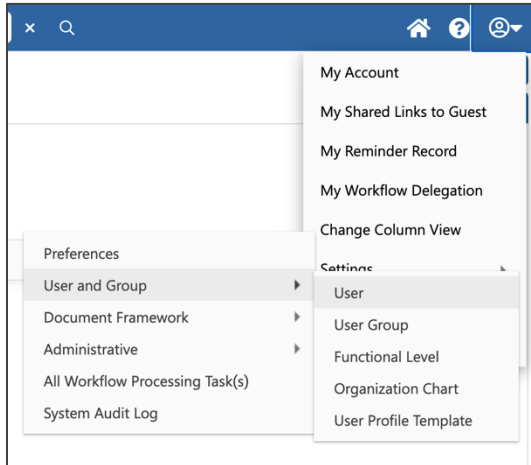 My Account
My Shared Links to Guest
My Reminder Record
My Workflow Delegation
Change Column View
Settings
Preferences
User and Group
Document Framework
Administrative
All Workflow Processing Task(s)
System Audit Log
User
User Group
Functional Level
Organization Chart
User Profile Template